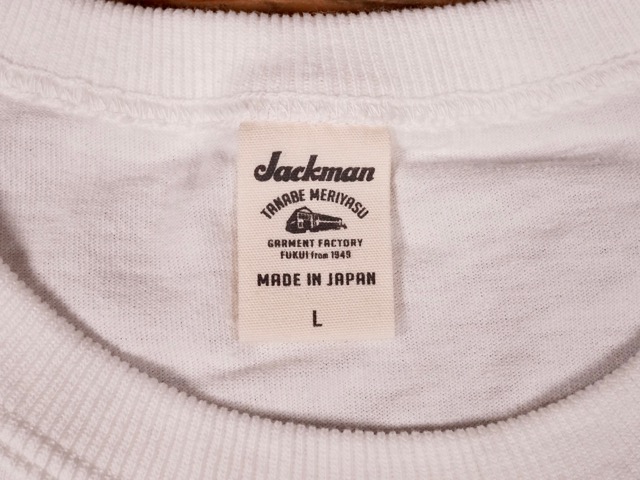 Jackman
TANABE MERIYASU
GARMENT FACTORY
FUKUI from 1949
MADE IN JAPAN
L